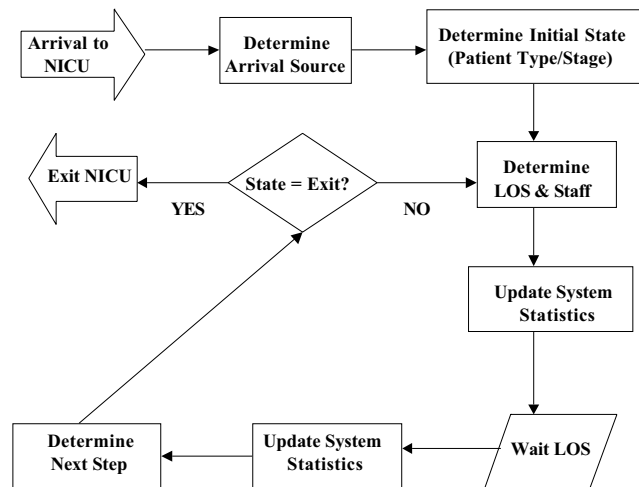 Arrival to
NICU
Determine
Arrival Source
Determine Initial State
(Patient Type/Stage)
Exit NICU
State = Exit?
YES
NO
Determine
LOS & Staff
Update System
Statistics
Determine
Next Step
Update System
Statistics
Wait LOS